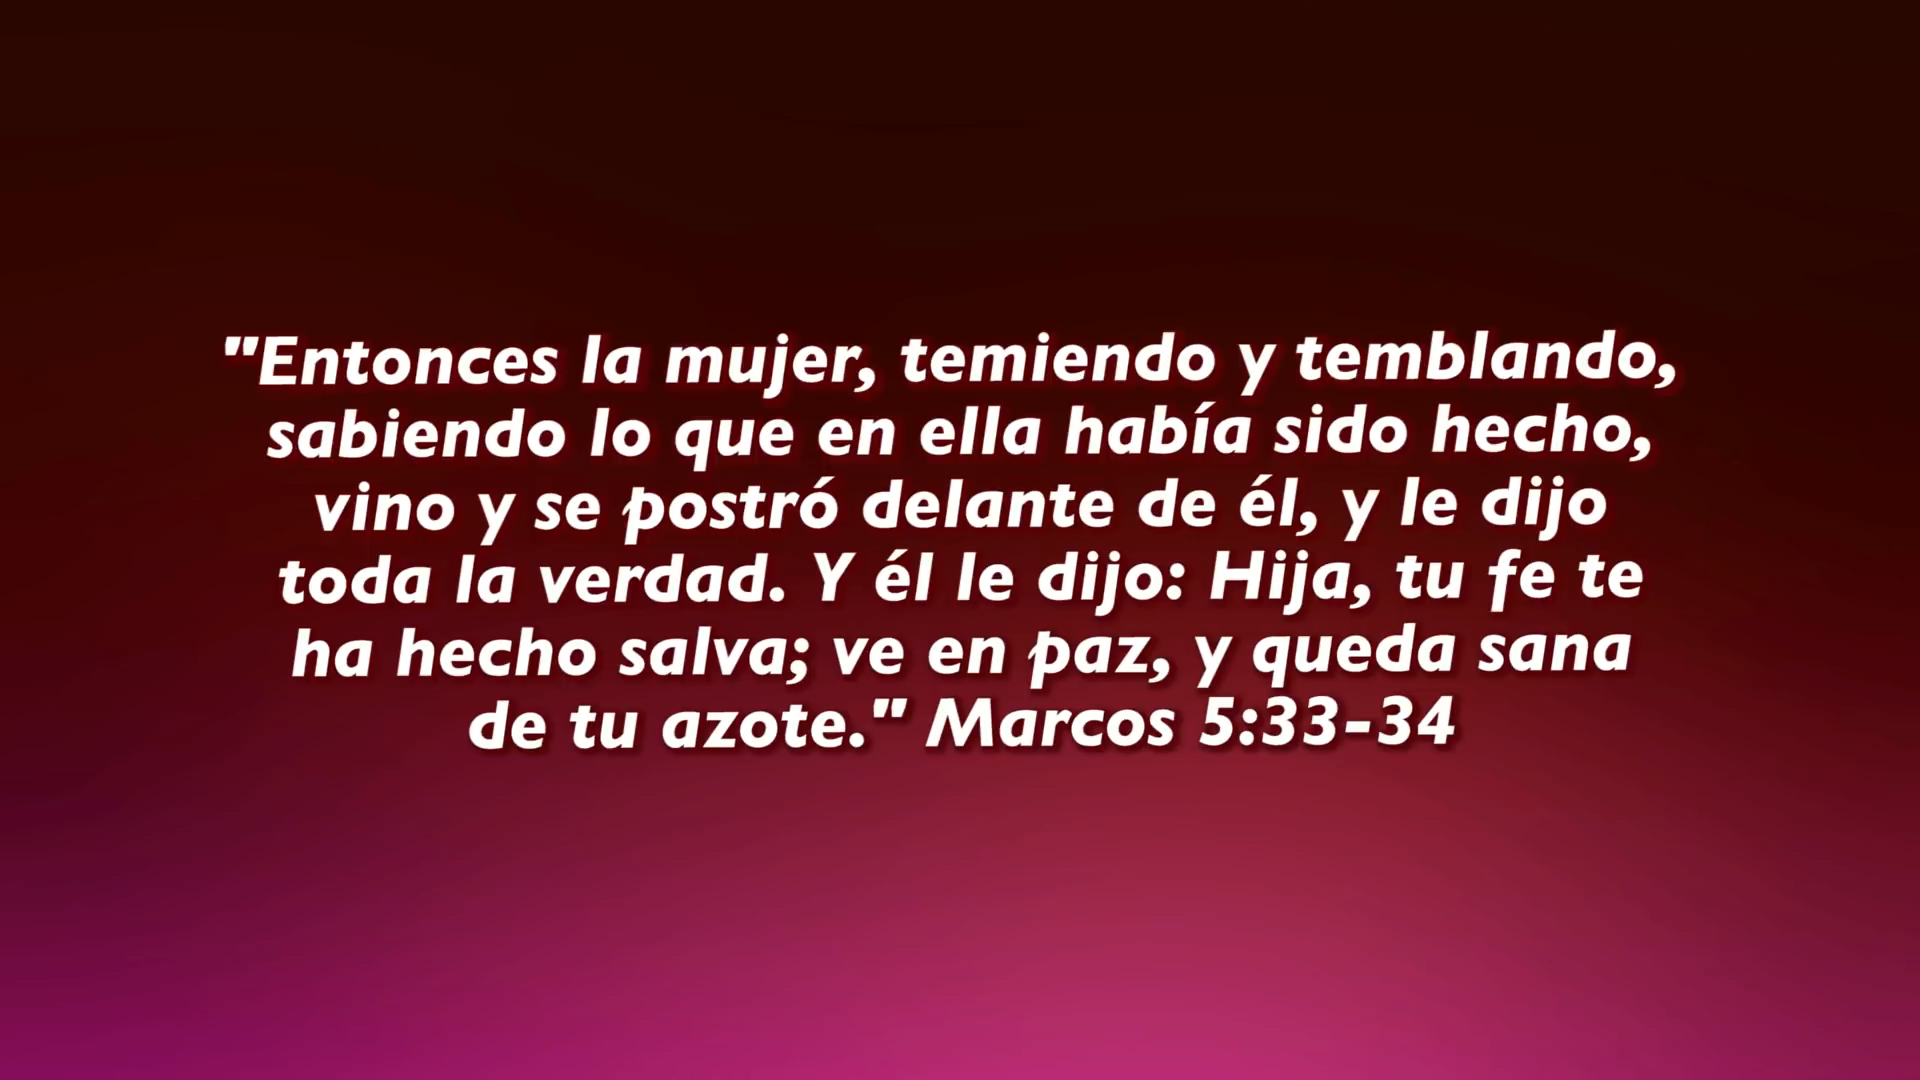 "Entonces la mujer, temiendo y temblando,
sabiendo lo que en ella había sido hecho,
vino y se postró delante de él, y le dijo
toda la verdad. Y él le dijo: Hija, tu fe te
ha hecho salva; ve en paz, y queda sana
de tu azote." Marcos 5:33-34